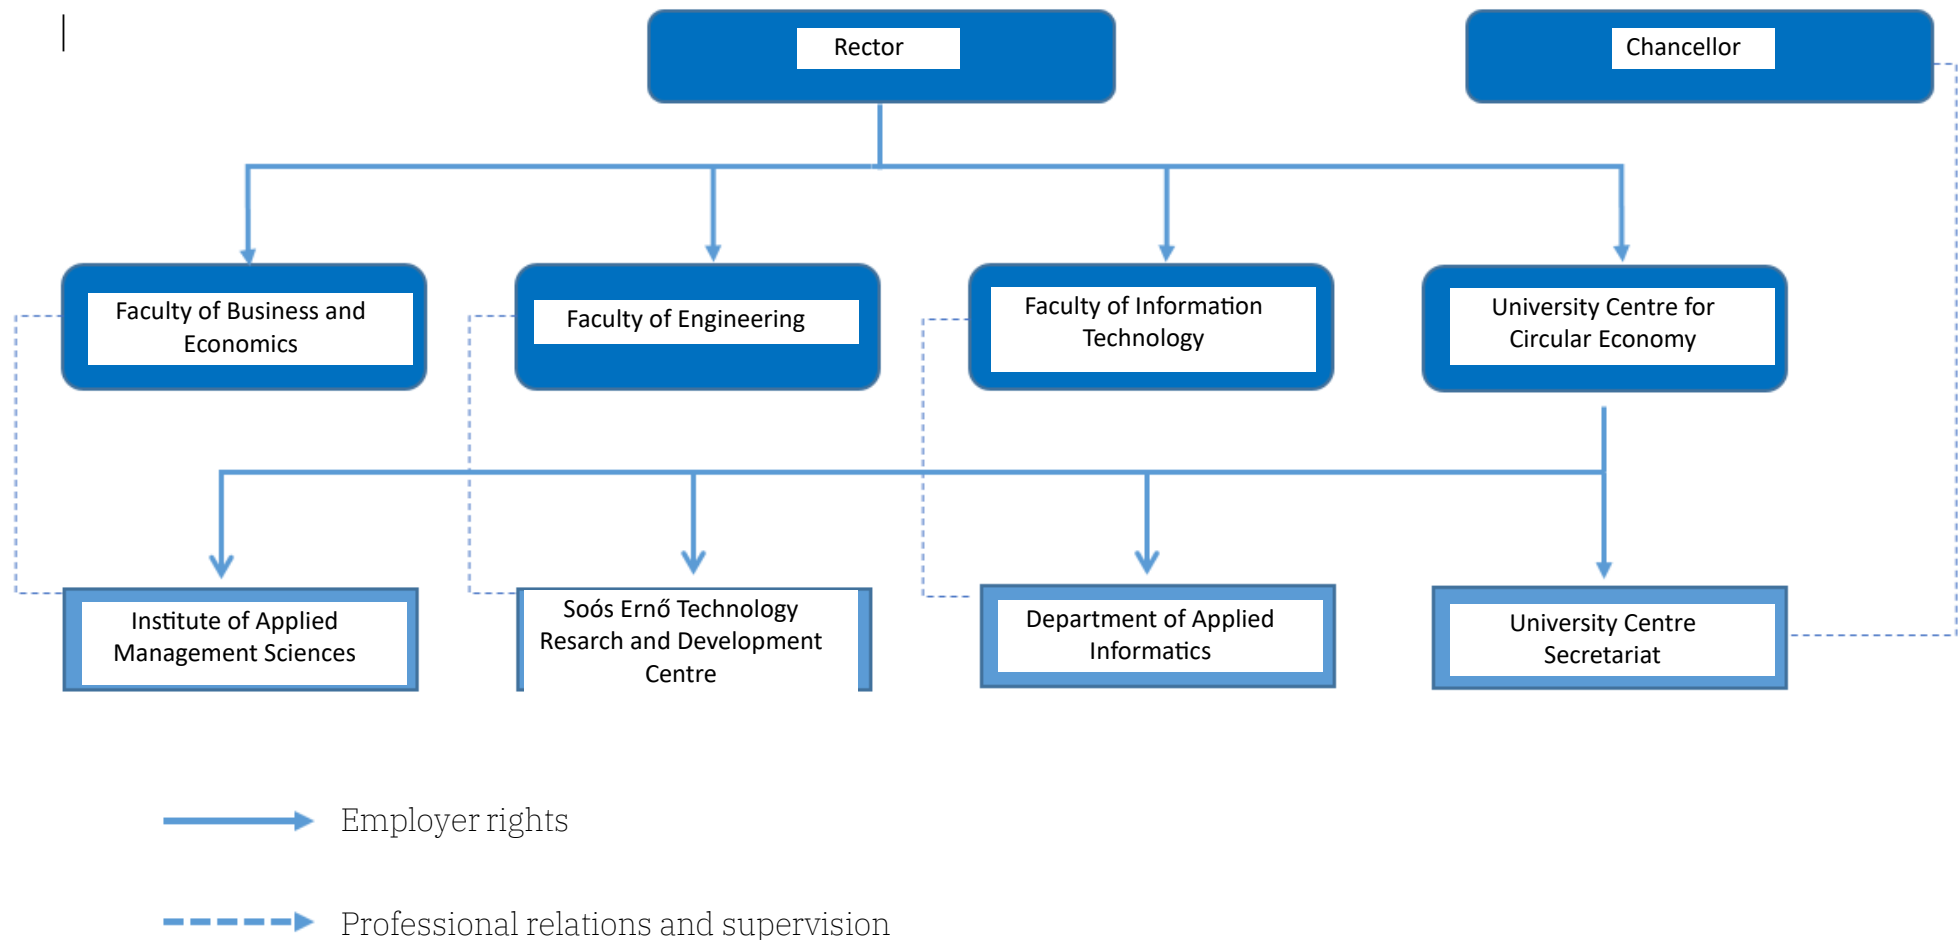 Rector
Chancellor
Faculty of Business and
Economics
Faculty of Engineering
Faculty of Information
Technology
University Centre for
Circular Economy
Institute of Applied
Management Sciences
Soós Ernő Technology
Resarch and Development
Centre
Department of Applied
Informatics
University Centre
Secretariat
Employer rights
Professional relations and supervision